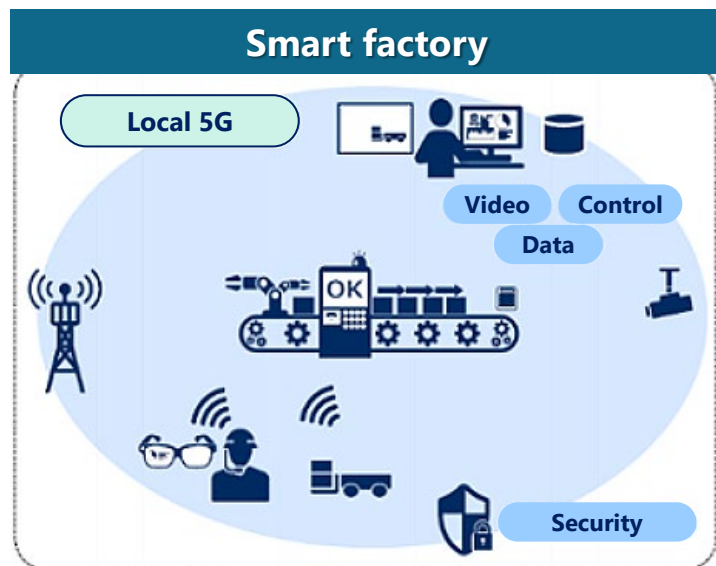 Smart factory
Local 5G
Video
Control
Data
OK
Security